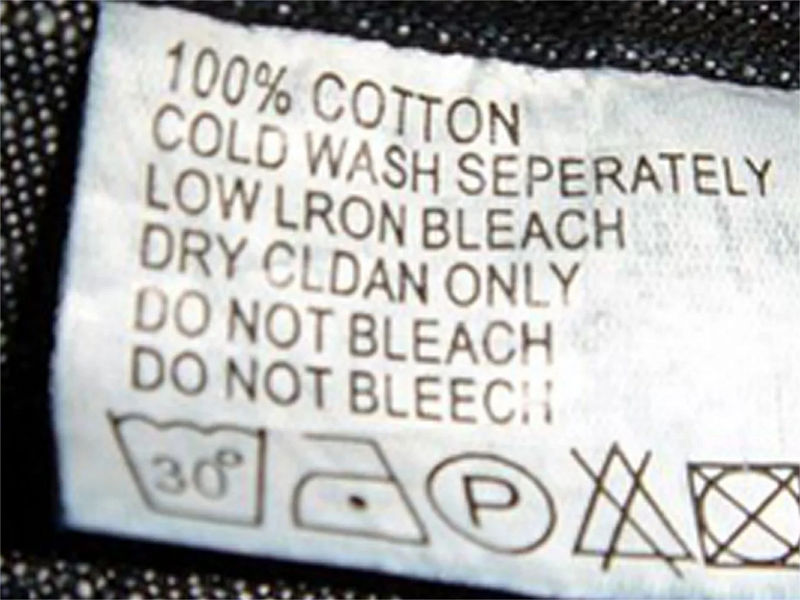 100% COTTON
COLD WASH SEPERATELY
LOW LRON BLEACH
DRY CLDAN ONLY
DO NOT BLEACH
DO NOT BLEECH
30° P